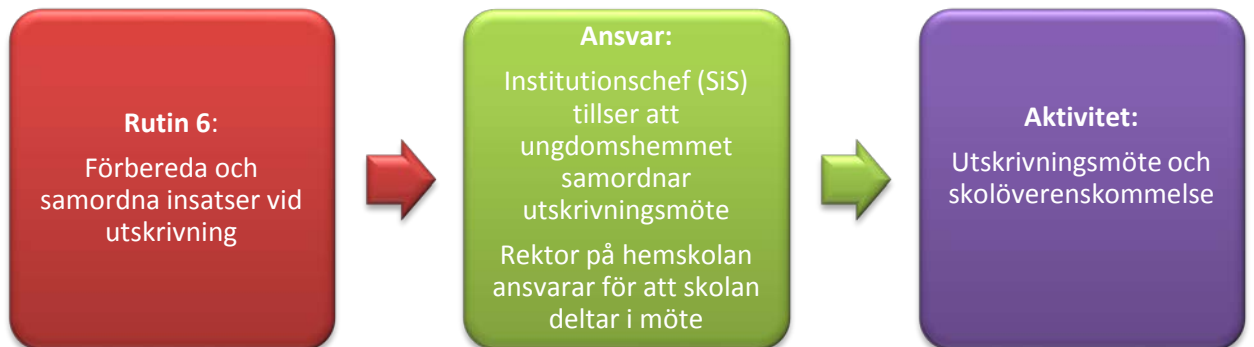 Rutin 6:
Förbereda och
samordna insatser vid
utskrivning
Ansvar:
Institutionschef (SiS)
tillser att
ungdomshemmet
samordnar
utskrivningsmöte
Rektor på hemskolan
ansvarar för att skolan
deltar i möte
Aktivitet:
Utskrivningsmöte och
skolöverenskommelse